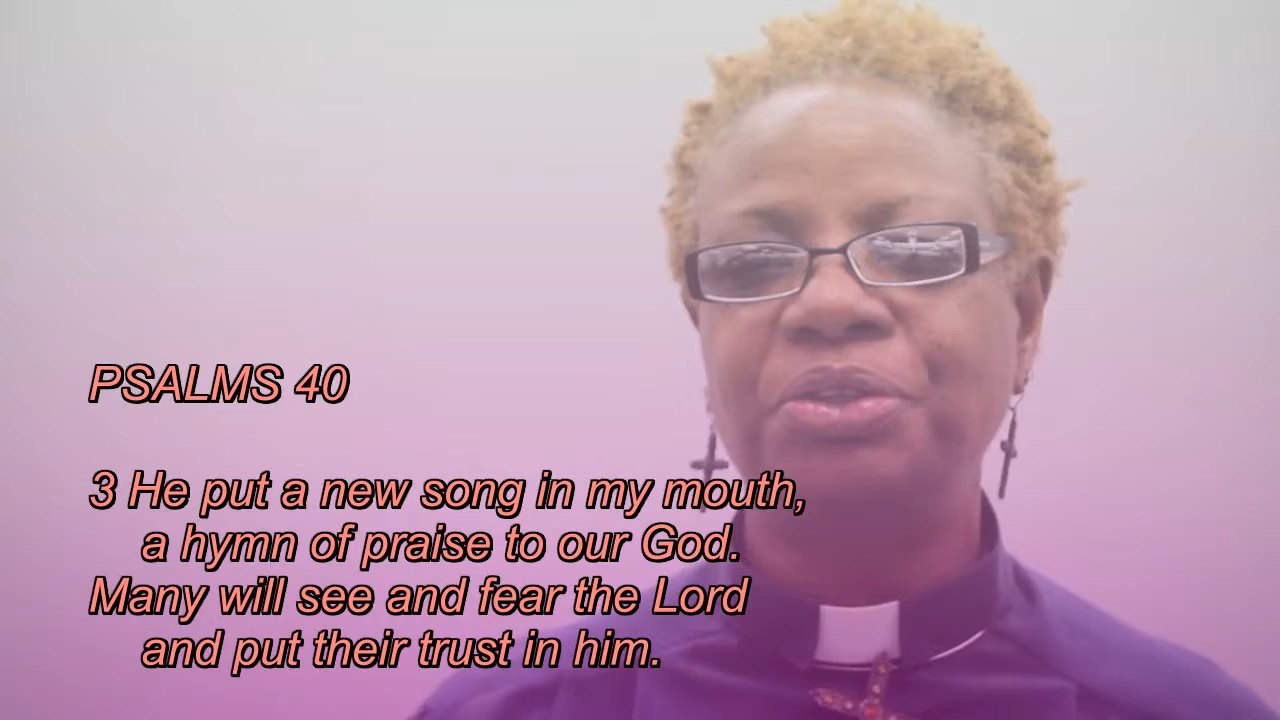 PSALMS 40
3 He put a new song in my mouth,
a hymn of praise to our God.
Many will see and fear the Lord
and put their trust in him.